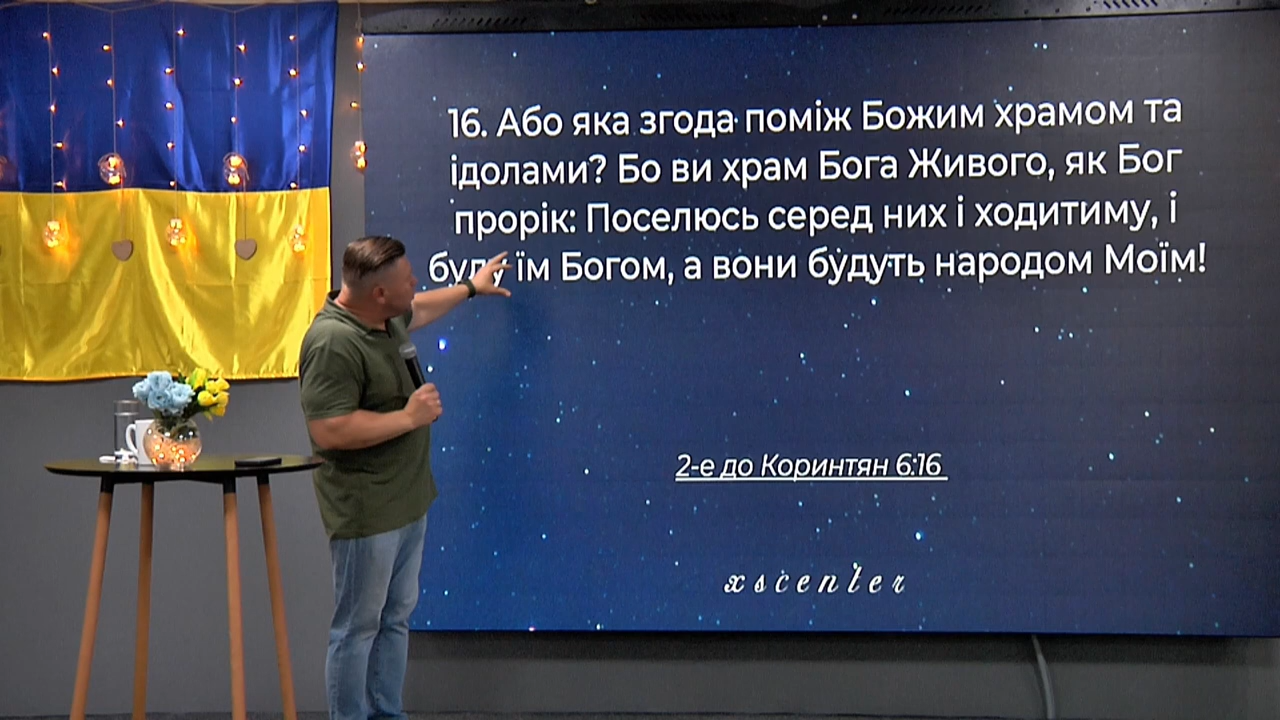 16. Або яка згода поміж Божим храмом та
ідолами? Бо ви храм Бога Живого, як Бог
прорік: Поселюсь серед них і ходитиму, і
буду їм Богом, а вони будуть народом Моїм!
2-е до Коринтян 6:16
xscenter